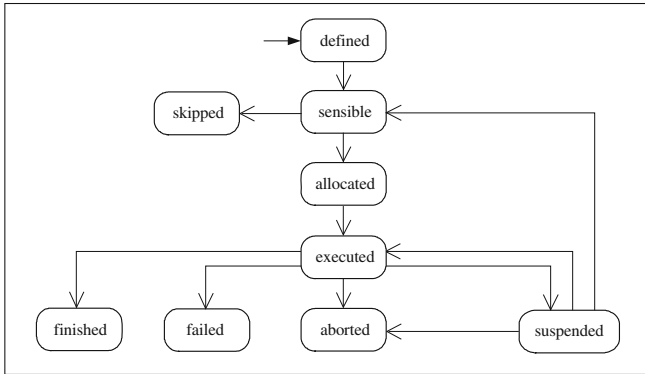 defined
skipped
sensible
allocated
executed
finished
failed
aborted
suspended